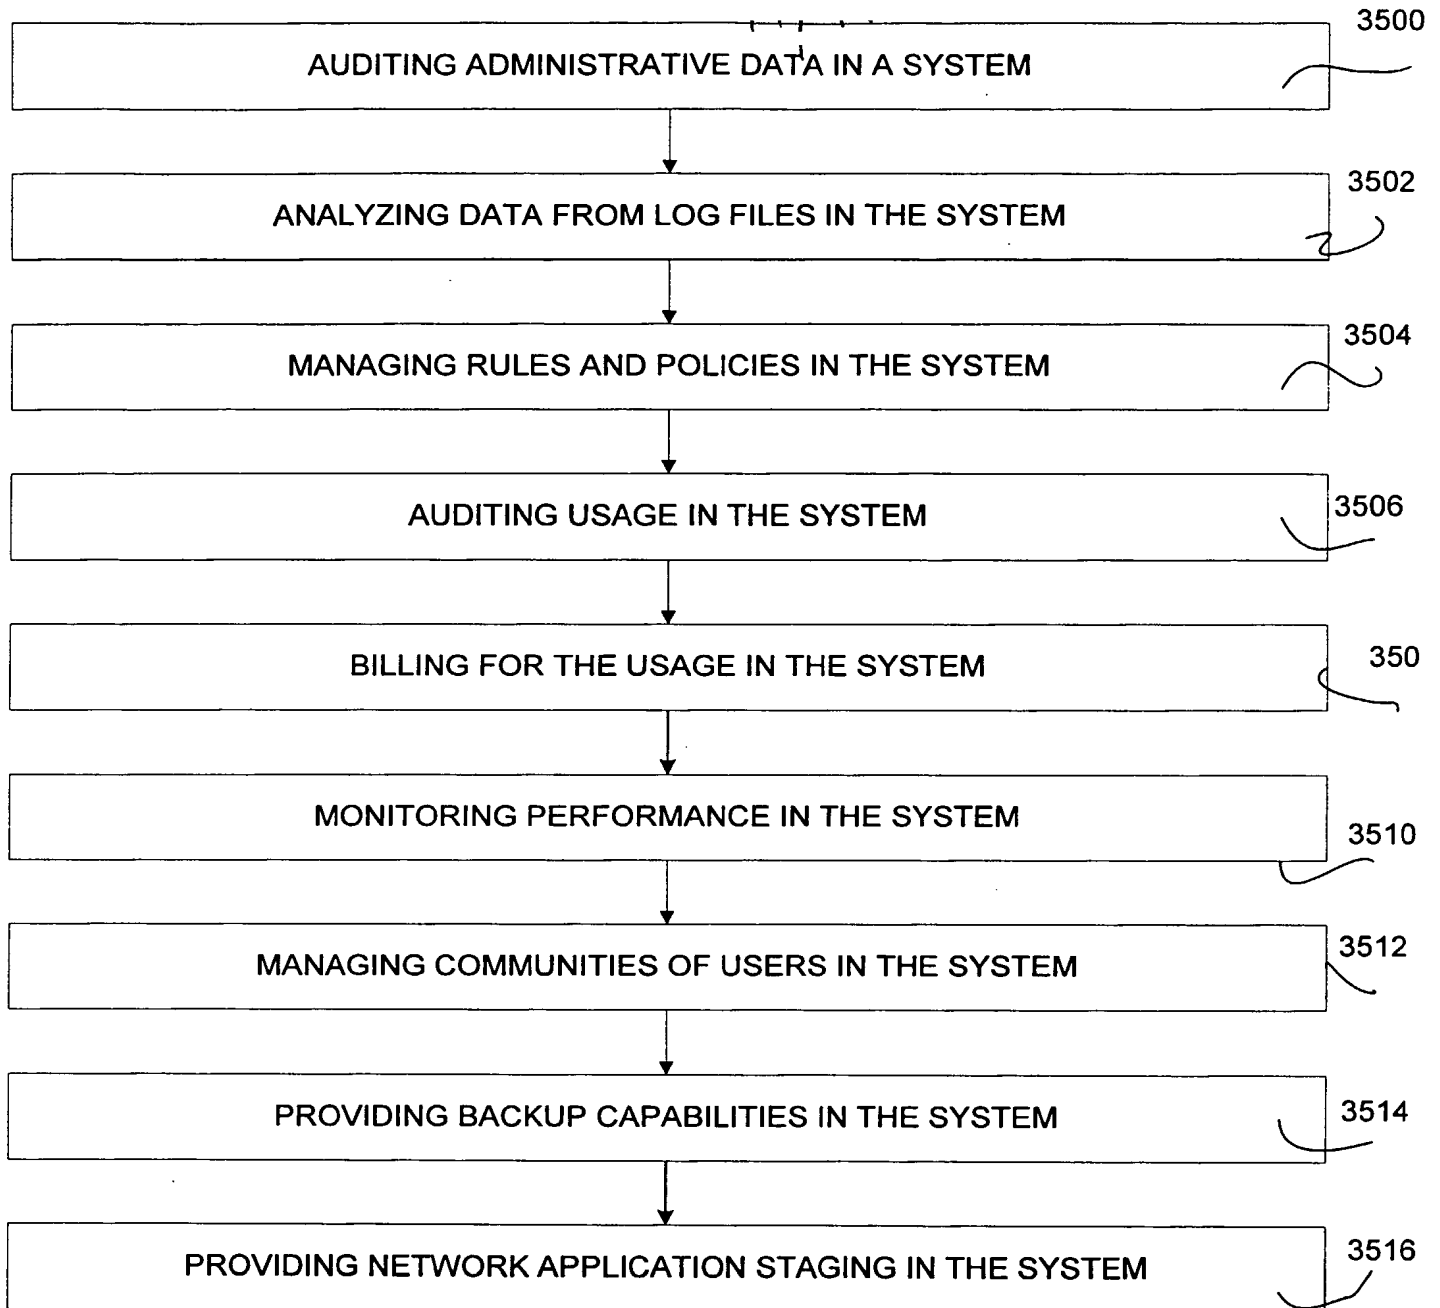 3500
AUDITING ADMINISTRATIVE DATA IN A SYSTEM
3502
ANALYZING DATA FROM LOG FILES IN THE SYSTEM
3504
MANAGING RULES AND POLICIES IN THE SYSTEM
3506
AUDITING USAGE IN THE SYSTEM
350
BILLING FOR THE USAGE IN THE SYSTEM
MONITORING PERFORMANCE IN THE SYSTEM
3510
3512
MANAGING COMMUNITIES OF USERS IN THE SYSTEM
3514
PROVIDING BACKUP CAPABILITIES IN THE SYSTEM
3516
PROVIDING NETWORK APPLICATION STAGING IN THE SYSTEM